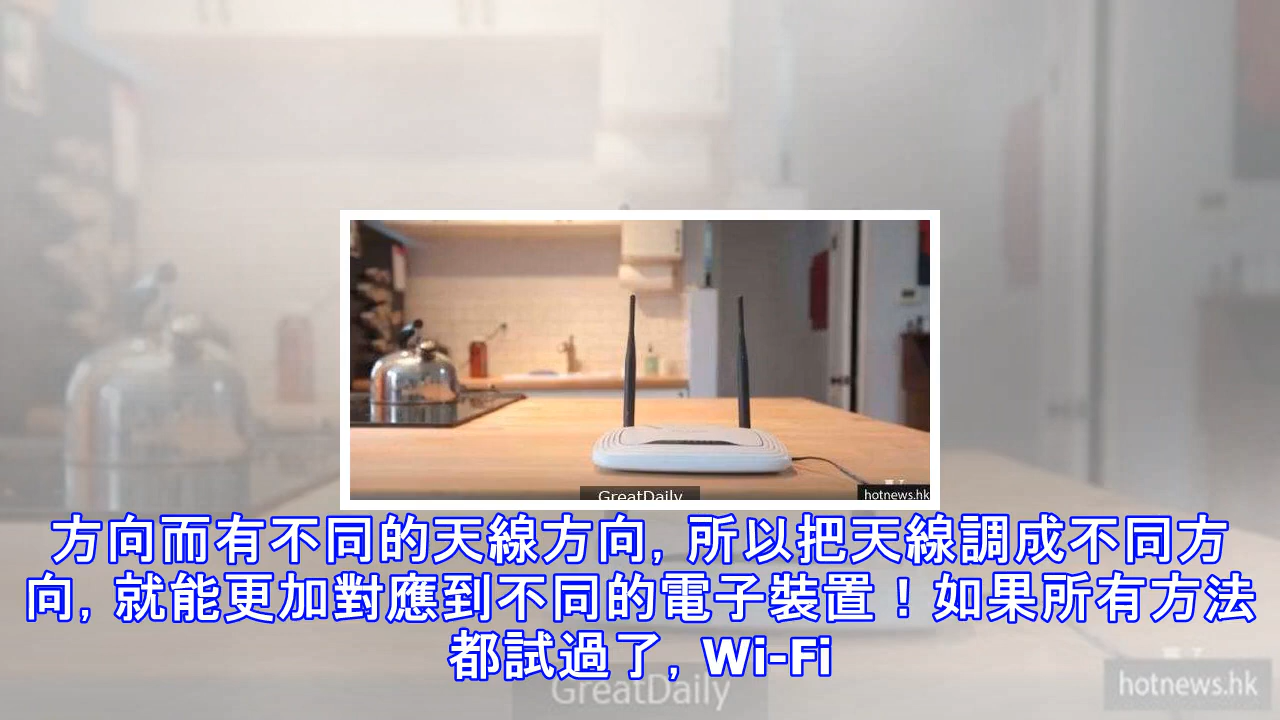 GreatDaily
hotnews.hk
方向而有不同的天線方向, 所以把天線調成不同方
向, 就能更加對應到不同的電子裝置！如果所有方法
都試過了, Wi-Fi
GreatDaily
hotnews.hk